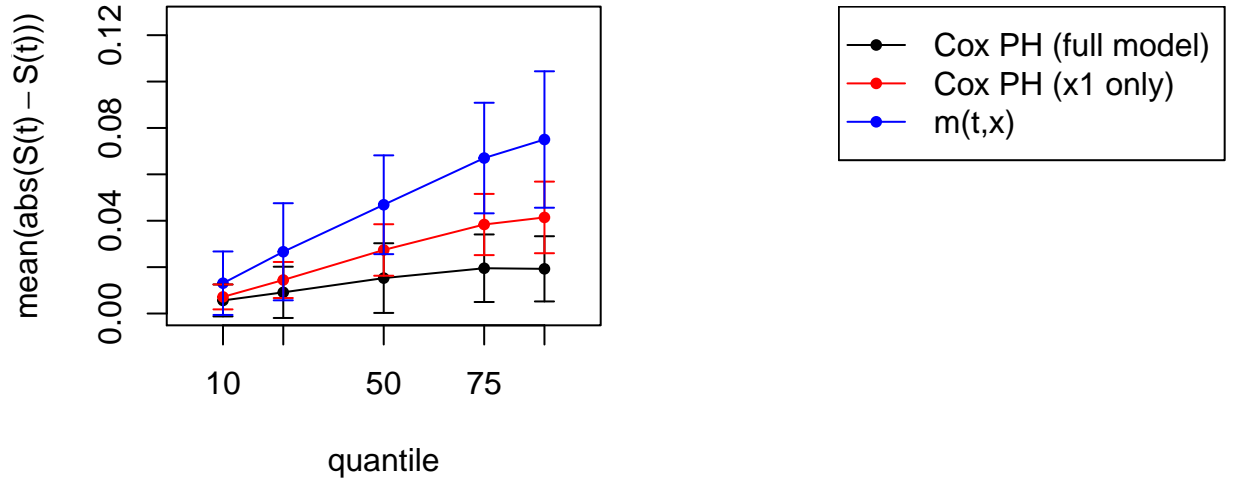 mean(abs(S(t) − S(t)))
0.12
0.08
0.04
0.00
10 50 75
quantile
Cox PH (full model)
Cox PH (x1 only)
m(t,x)